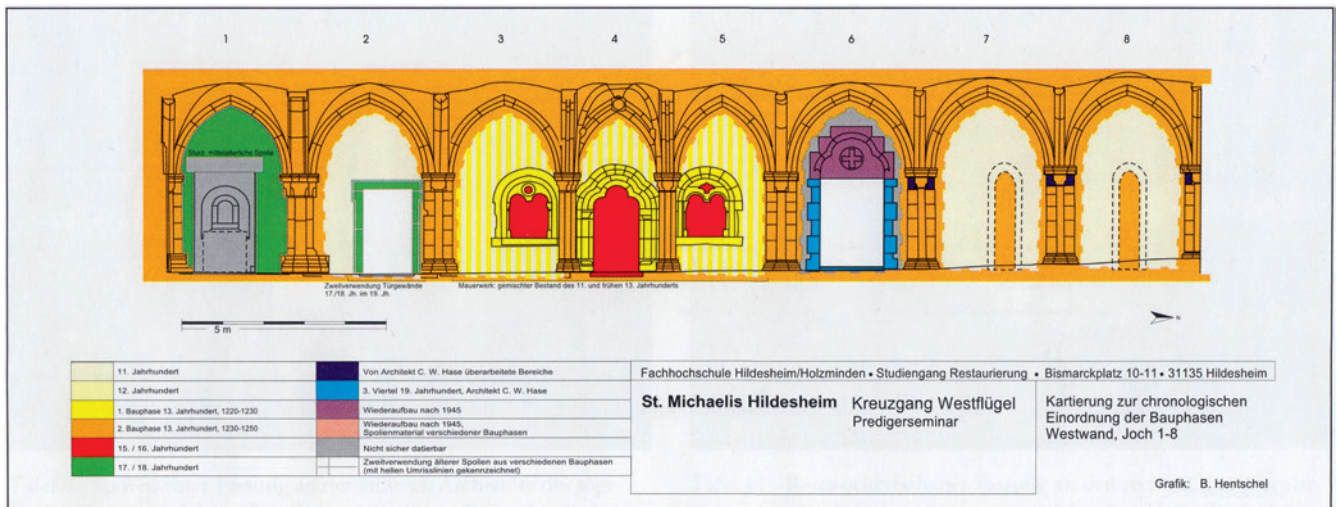 1 2 3 4 5 6 7 8
Sturz, mittelalterliche Spolie
Zweitverwendung Türgewände
17./18. Jh. im 19. Jh.
Mauerwerk: gemischter Bestand des 11. und frühen 13. Jahrhunderts
5 m
N
11. Jahrhundert
12. Jahrhundert
1. Bauphase 13. Jahrhundert, 1220-1230
2. Bauphase 13. Jahrhundert, 1230-1250
15. / 16. Jahrhundert
17. / 18. Jahrhundert
Von Architekt C. W. Hase überarbeitete Bereiche
3. Viertel 19. Jahrhundert, Architekt C. W. Hase
Wiederaufbau nach 1945
Wiederaufbau nach 1945,
Spolienmaterial verschiedener Bauphasen
Nicht sicher datierbar
Zweitverwendung älterer Spolien aus verschiedenen Bauphasen
(mit hellen Umrisslinien gekennzeichnet)
Fachhochschule Hildesheim/Holzminden • Studiengang Restaurierung • Bismarckplatz 10-11 • 31135 Hildesheim
St. Michaelis Hildesheim
Kreuzgang Westflügel
Predigerseminar
Kartierung zur chronologischen
Einordnung der Bauphasen
Westwand, Joch 1-8
Grafik: B. Hentschel